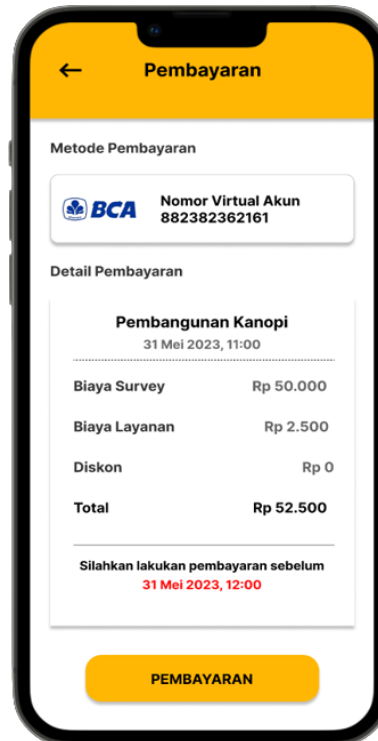 Pembayaran
Metode Pembayaran
BCA
Nomor Virtual Akun
882382362161
Detail Pembayaran
Pembangunan Kanopi
31 Mei 2023, 11:00
Biaya Survey Rp 50.000
Biaya Layanan Rp 2.500
Diskon Rp 0
Total Rp 52.500
Silahkan lakukan pembayaran sebelum
31 Mei 2023, 12:00
PEMBAYARAN